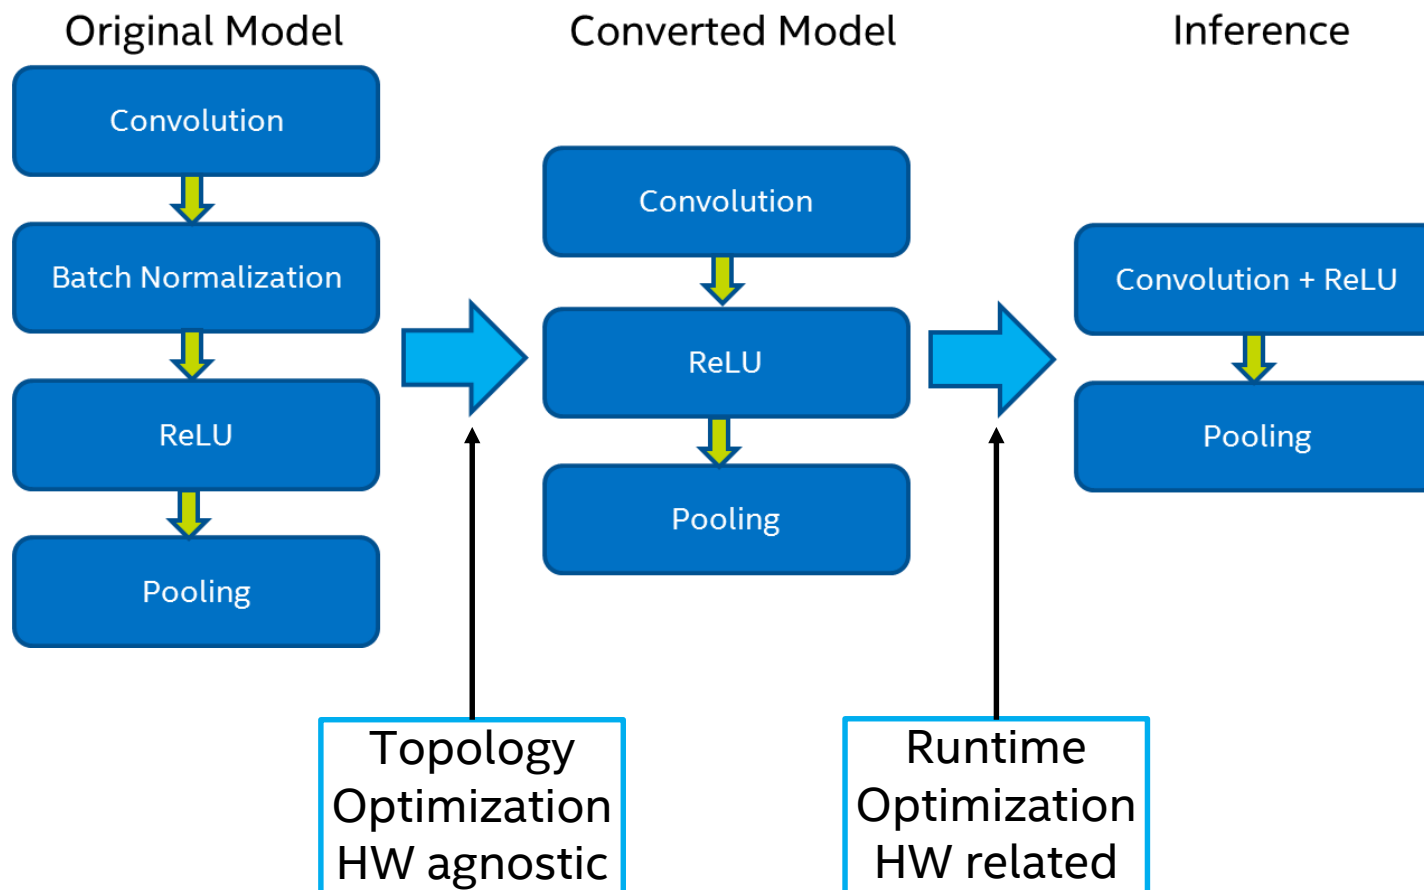 Original Model
Convolution
Batch Normalization
ReLU
Pooling
Converted Model
Convolution
ReLU
Pooling
Inference
Convolution + ReLU
Pooling
Topology
Optimization
HW agnostic
Runtime
Optimization
HW related